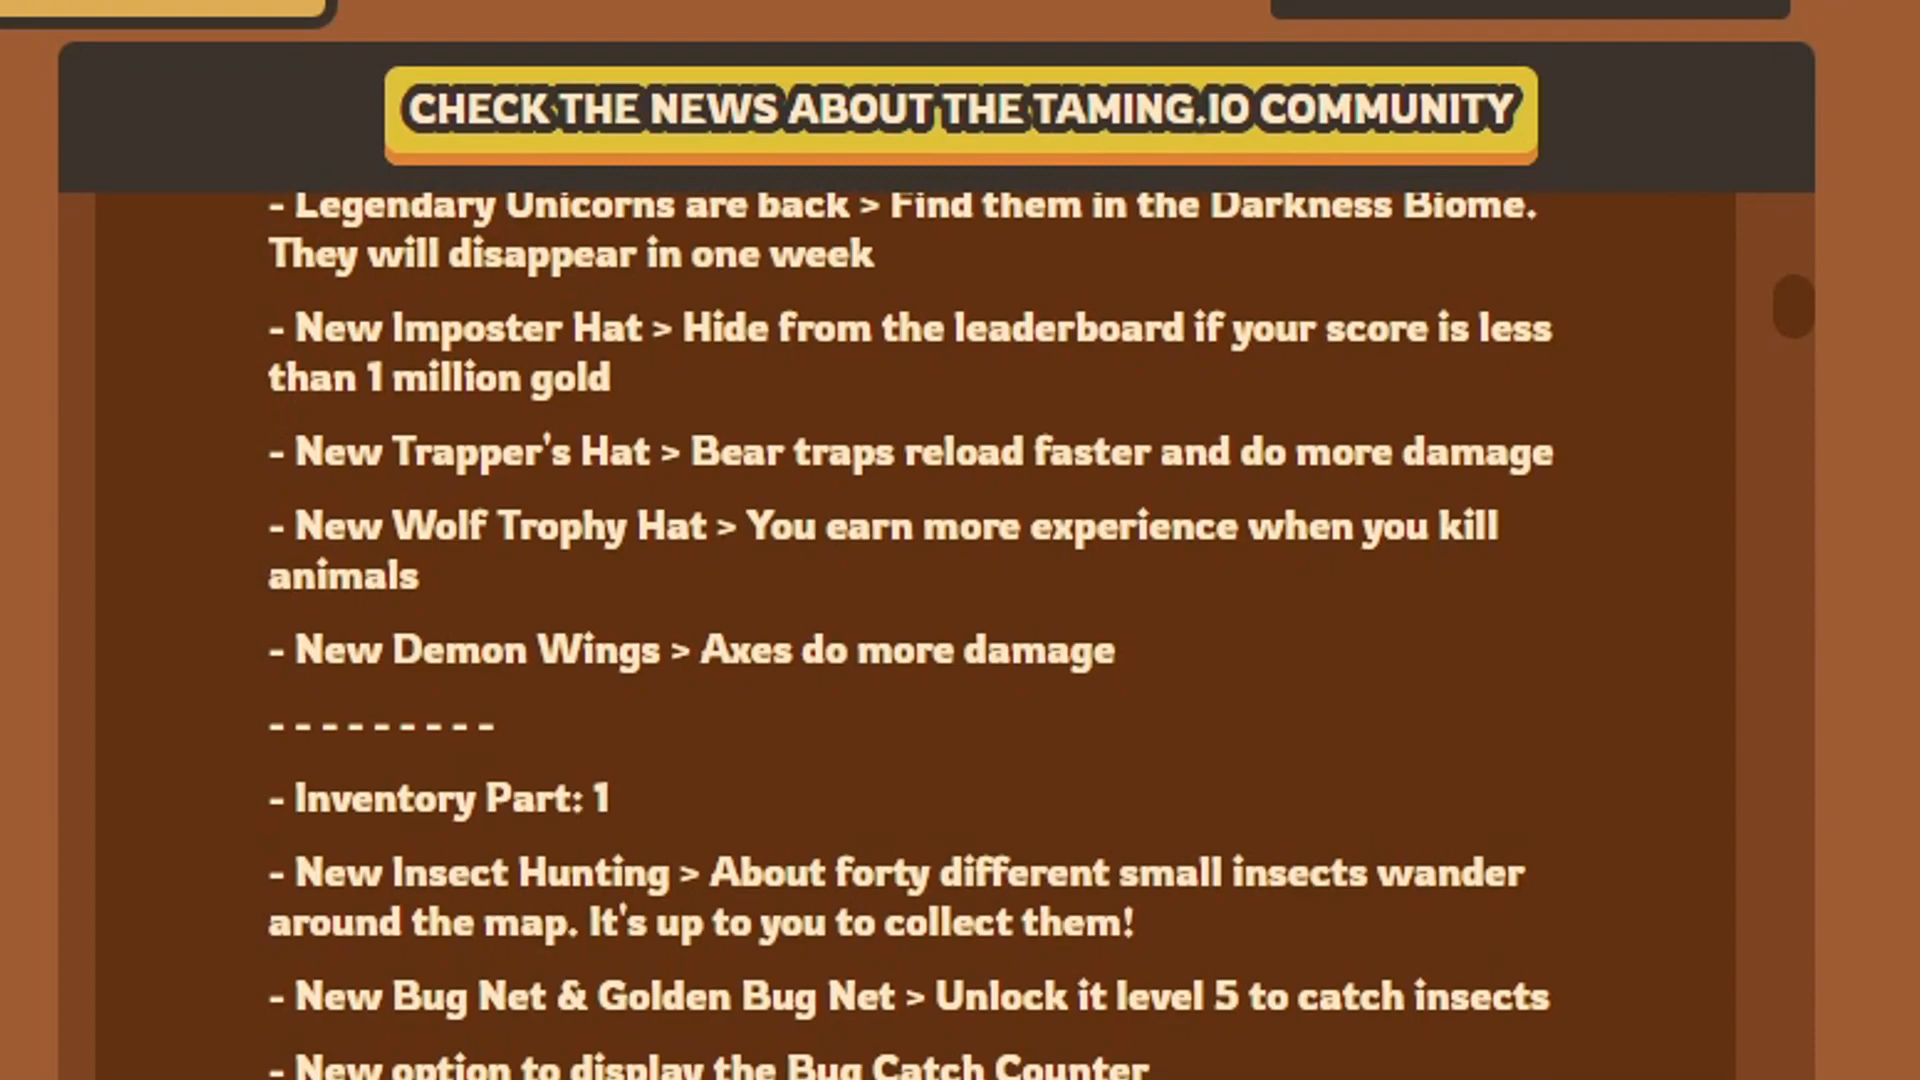 CHECK THE NEWS ABOUT THE TAMING.IO COMMUNITY
- Legendary Unicorns are back > Find them in the Darkness Biome.
They will disappear in one week
- New Imposter Hat > Hide from the leaderboard if your score is less
than 1 million gold
- New Trapper's Hat > Bear traps reload faster and do more damage
- New Wolf Trophy Hat > You earn more experience when you kill
animals
- New Demon Wings > Axes do more damage
- - - - - - - - -
- Inventory Part: 1
- New Insect Hunting > About forty different small insects wander
around the map. It's up to you to collect them!
- New Bug Net & Golden Bug Net > Unlock it level 5 to catch insects
- New option to display the Bug Catch Counter